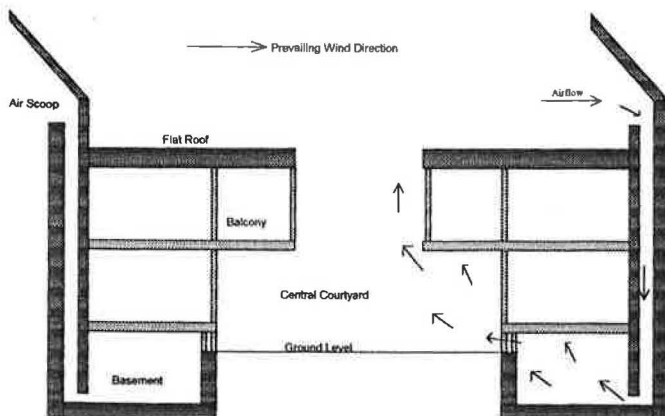 Prevailing Wind Direction
Airflow
Air Scoop
Flat Roof
Balcony
Central Courtyard
Ground Level
Basement